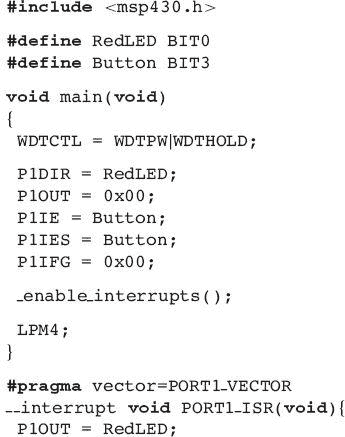 #include <msp430.h>
#define RedLED BIT0
#define Button BIT3
void main(void)
{
WDTCTL = WDTPW|WDTHOLD;
P1DIR = RedLED;
P1OUT = 0x00;
P1IE = Button;
P1IES = Button;
P1IFG = 0x00;
_enable_interrupts();
LPM4;
}
#pragma vector=PORT1_VECTOR
__interrupt void PORT1_ISR(void){
P1OUT = RedLED;